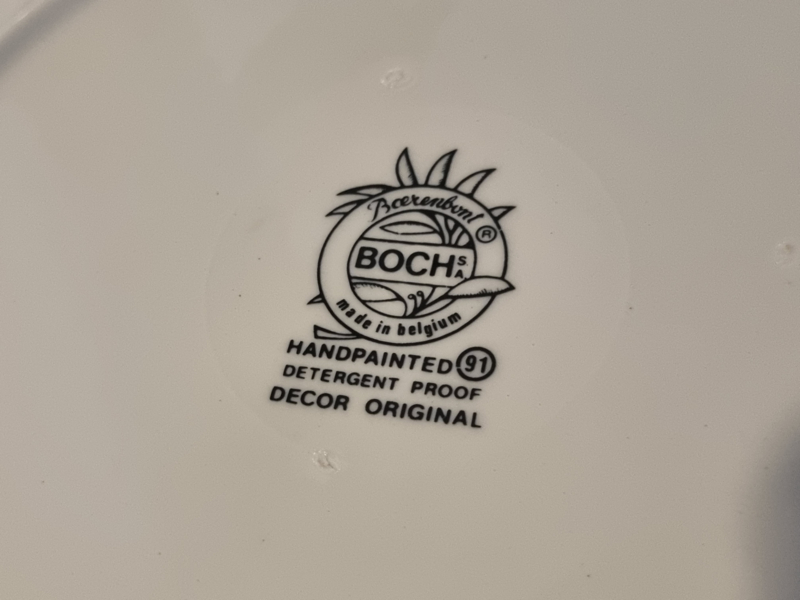 Boerenbont ®
BOCH S.A.
made in belgium
HANDPAINTED 91
DETERGENT PROOF
DECOR ORIGINAL